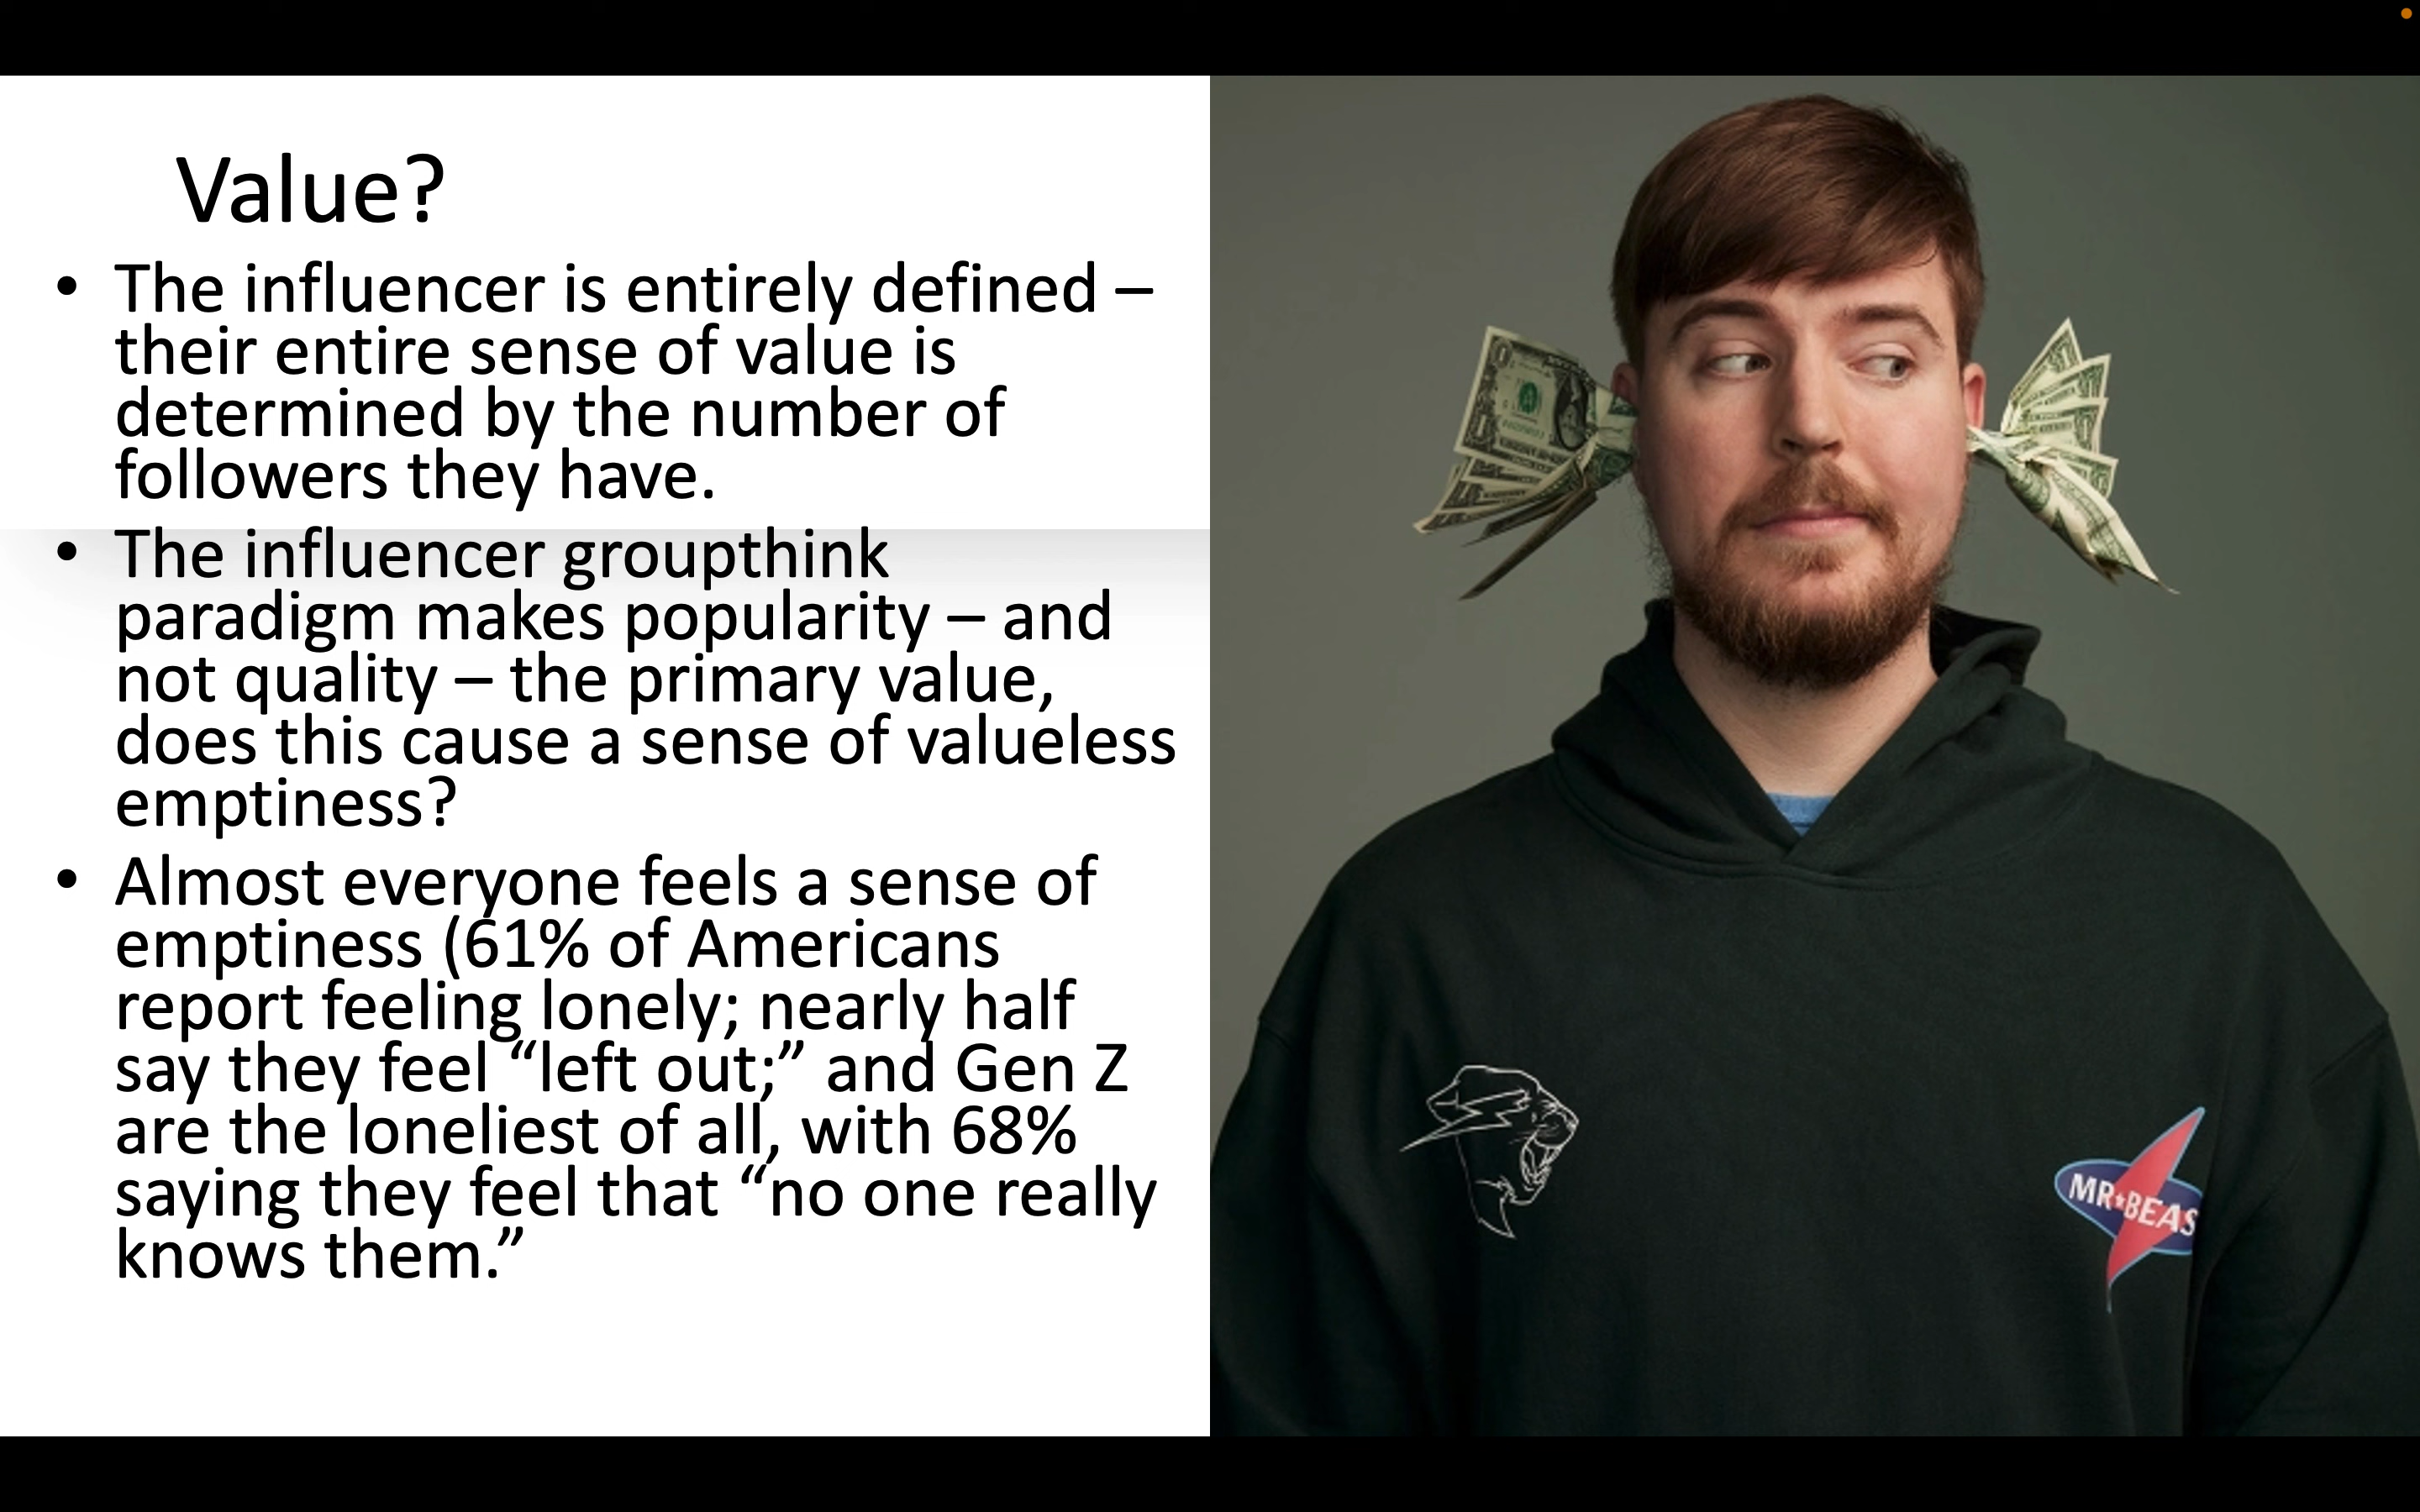 Value?
• The influencer is entirely defined –
their entire sense of value is
determined by the number of
followers they have.
• The influencer groupthink
paradigm makes popularity – and
not quality – the primary value,
does this cause a sense of valueless
emptiness?
• Almost everyone feels a sense of
emptiness (61% of Americans
report feeling lonely; nearly half
say they feel “left out;” and Gen Z
are the loneliest of all, with 68%
saying they feel that “no one really
knows them.”
MR★BEAS